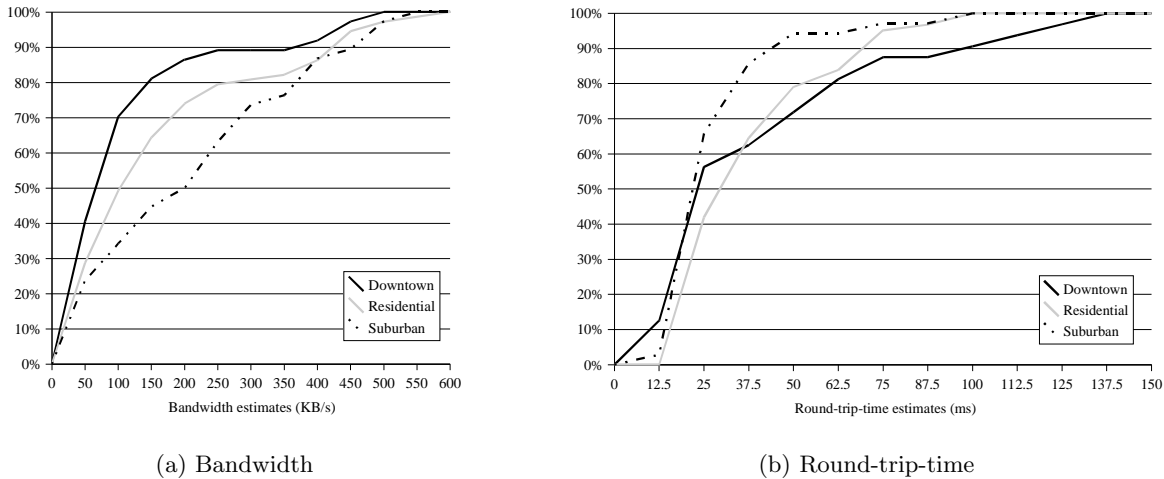 100%
90%
80%
70%
60%
50%
40%
30%
20%
10%
0%
Downtown
Residential
Suburban
0 50 100 150 200 250 300 350 400 450 500 550 600
Bandwidth estimates (KB/s)
(a) Bandwidth
100%
90%
80%
70%
60%
50%
40%
30%
20%
10%
0%
Downtown
Residential
Suburban
0 12.5 25 37.5 50 62.5 75 87.5 100 112.5 125 137.5 150
Round-trip-time estimates (ms)
(b) Round-trip-time